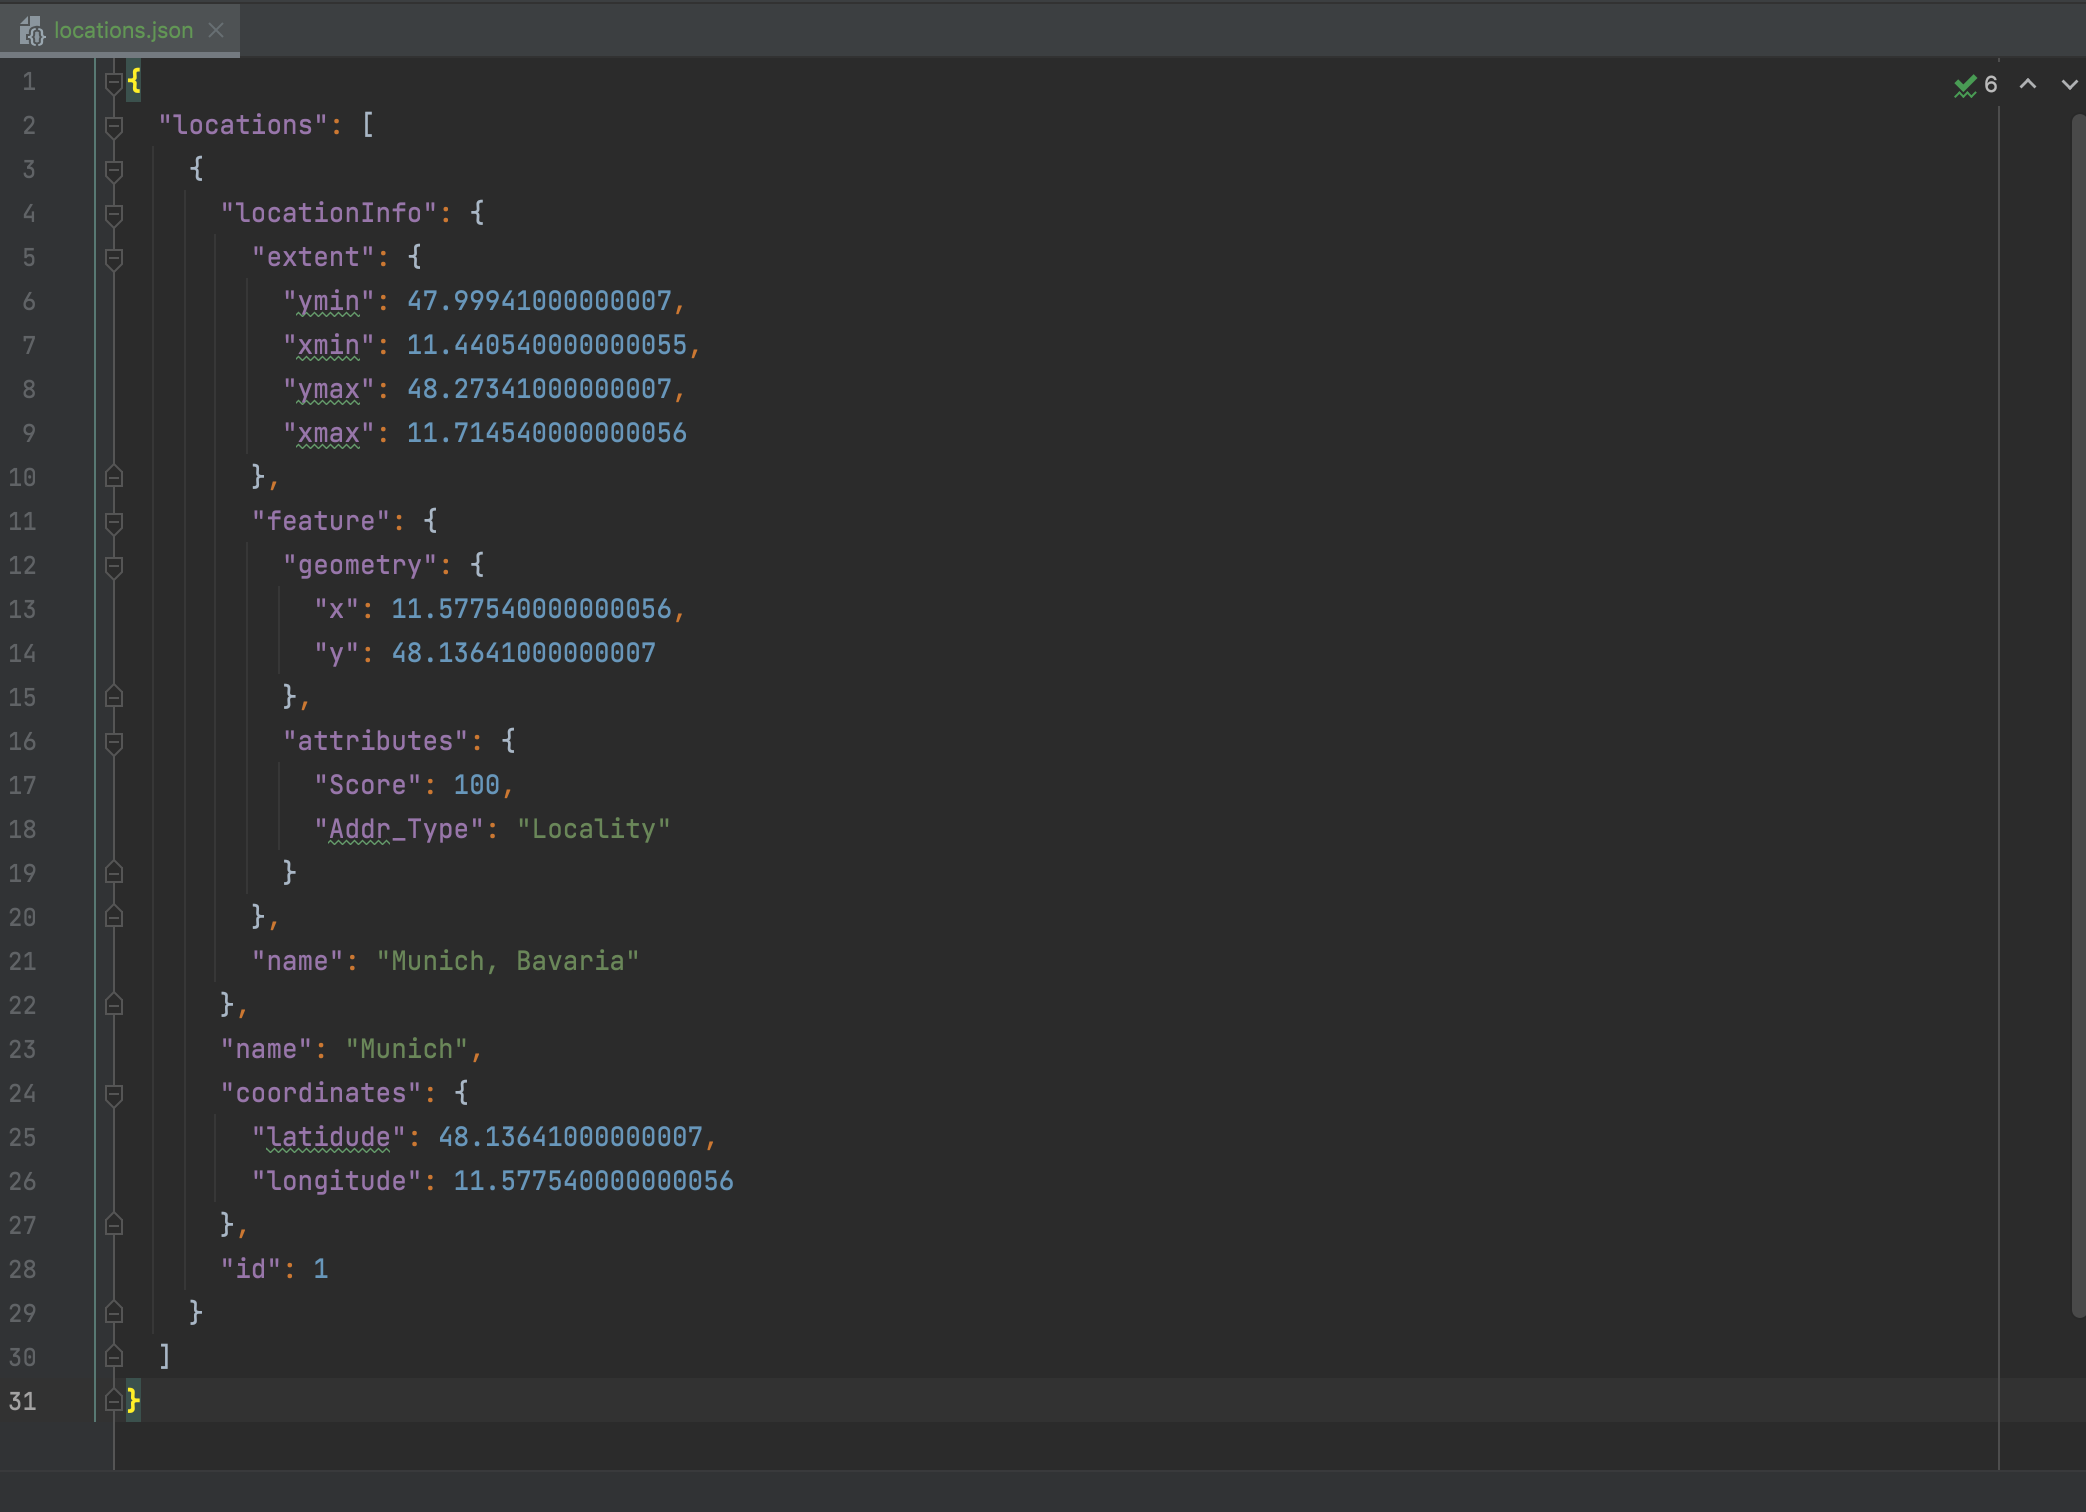 locations.json
6
1 {
2 "locations": [
3 {
4 "locationInfo": {
5 "extent": {
6 "ymin": 47.99941000000007,
7 "xmin": 11.440540000000055,
8 "ymax": 48.27341000000007,
9 "xmax": 11.714540000000056
10 },
11 "feature": {
12 "geometry": {
13 "x": 11.577540000000056,
14 "y": 48.13641000000007
15 },
16 "attributes": {
17 "Score": 100,
18 "Addr_Type": "Locality"
19 }
20 },
21 "name": "Munich, Bavaria"
22 },
23 "name": "Munich",
24 "coordinates": {
25 "latidude": 48.13641000000007,
26 "longitude": 11.577540000000056
27 },
28 "id": 1
29 }
30 ]
31 }